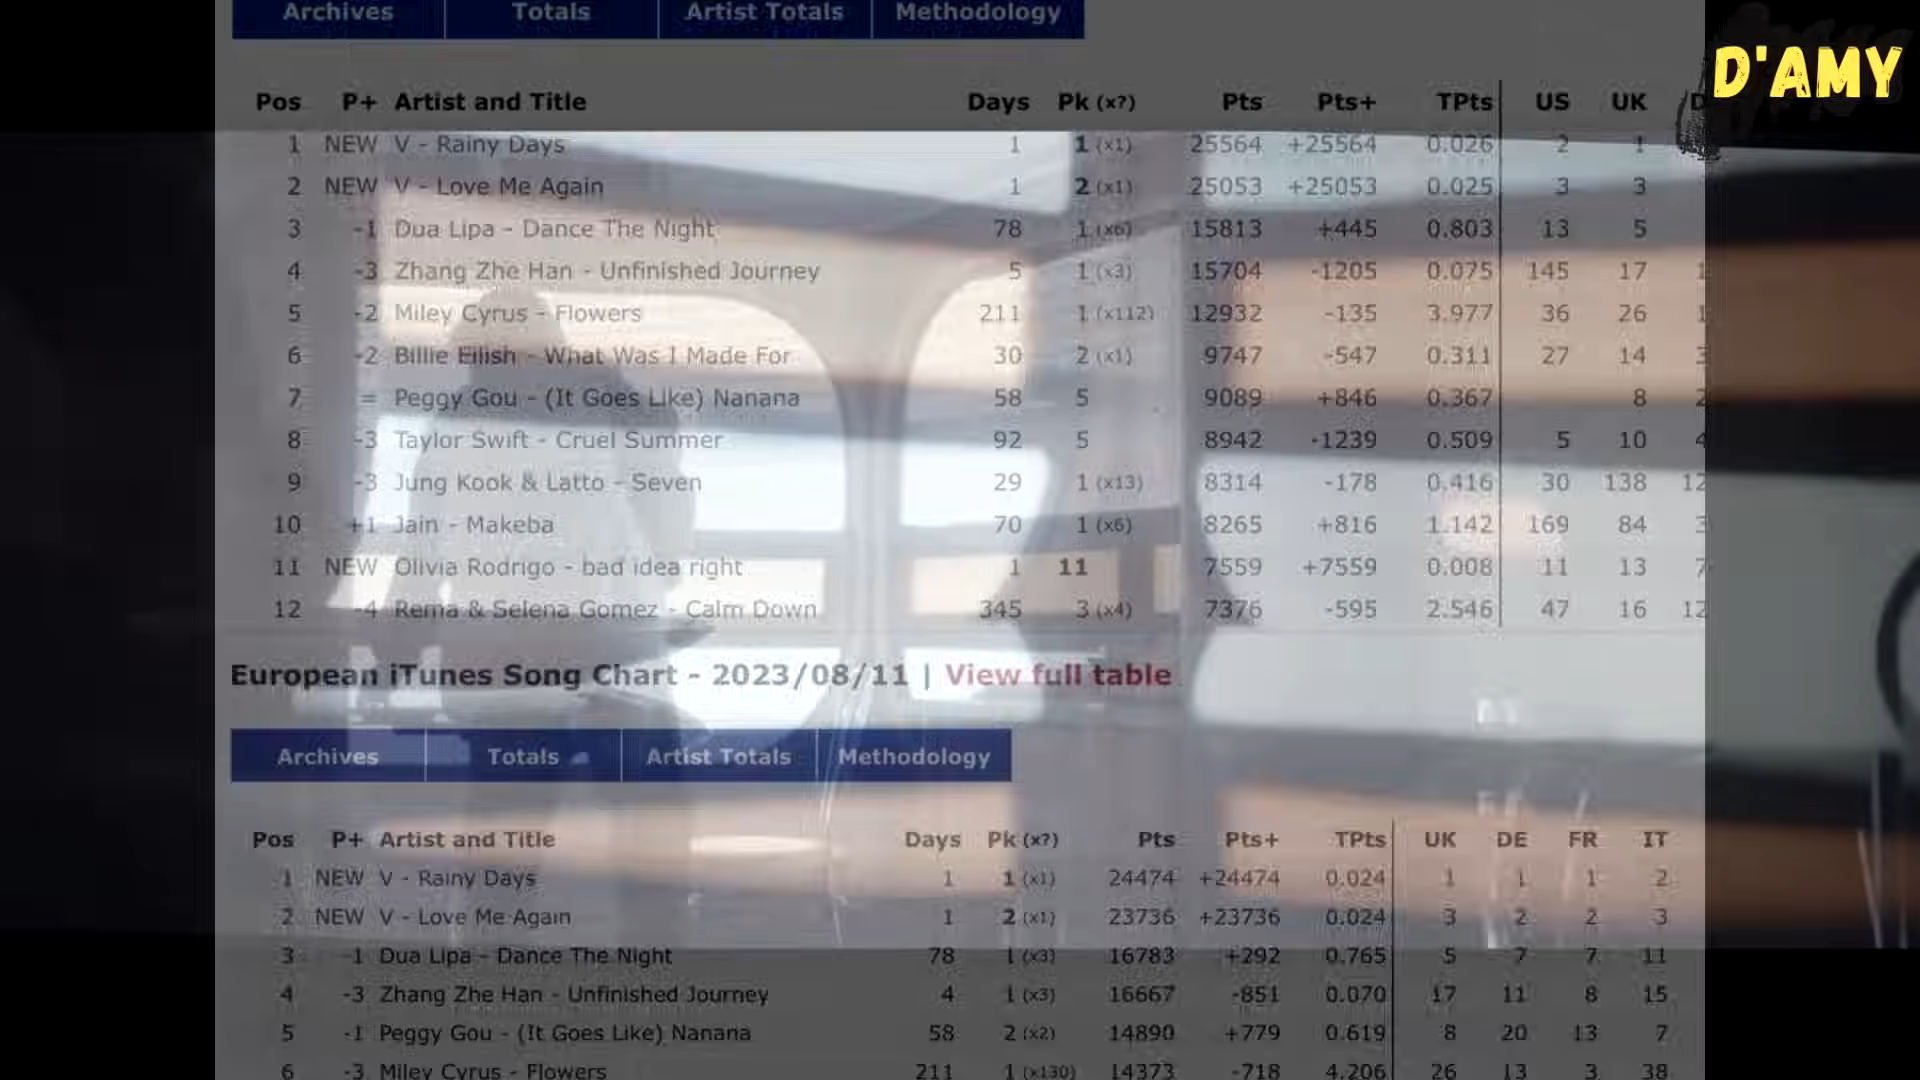 Archives Totals Artist Totals Methodology
D'AMY
Pos P+ Artist and Title Days Pk (x?) Pts Pts+ TPts US UK D
1 NEW V - Rainy Days 1 1 (x1) 25564 +25564 0.026 2 1
2 NEW V - Love Me Again 1 2 (x1) 25053 +25053 0.025 3 3
3 -1 Dua Lipa - Dance The Night 78 1 (x6) 15813 +445 0.803 13 5
4 -3 Zhang Zhe Han - Unfinished Journey 5 1 (x3) 15704 -1205 0.075 145 17 1
5 -2 Miley Cyrus - Flowers 211 1 (x112) 12932 -135 3.977 36 26 1
6 -2 Billie Eilish - What Was I Made For 30 2 (x1) 9747 -547 0.311 27 14 3
7 = Peggy Gou - (It Goes Like) Nanana 58 5 9089 +846 0.367 8 2
8 -3 Taylor Swift - Cruel Summer 92 5 8942 -1239 0.509 5 10 4
9 -3 Jung Kook & Latto - Seven 29 1 (x13) 8314 -178 0.416 30 138 12
10 +1 Jain - Makeba 70 1 (x6) 8265 +816 1.142 169 84 3
11 NEW Olivia Rodrigo - bad idea right 1 11 7559 +7559 0.008 11 13 7
12 -4 Rema & Selena Gomez - Calm Down 345 3 (x4) 7376 -595 2.546 47 16 12
European iTunes Song Chart - 2023/08/11 | View full table
Archives Totals Artist Totals Methodology
Pos P+ Artist and Title Days Pk (x?) Pts Pts+ TPts UK DE FR IT
1 NEW V - Rainy Days 1 1 (x1) 24474 +24474 0.024 1 1 1 2
2 NEW V - Love Me Again 1 2 (x1) 23736 +23736 0.024 3 2 2 3
3 -1 Dua Lipa - Dance The Night 78 1 (x3) 16783 +292 0.765 5 7 7 11
4 -3 Zhang Zhe Han - Unfinished Journey 4 1 (x3) 16667 -851 0.070 17 11 8 15
5 -1 Peggy Gou - (It Goes Like) Nanana 58 2 (x2) 14890 +779 0.619 8 20 13 7
6 -3 Miley Cyrus - Flowers 211 1 (x130) 14373 -718 4.206 26 13 3 38